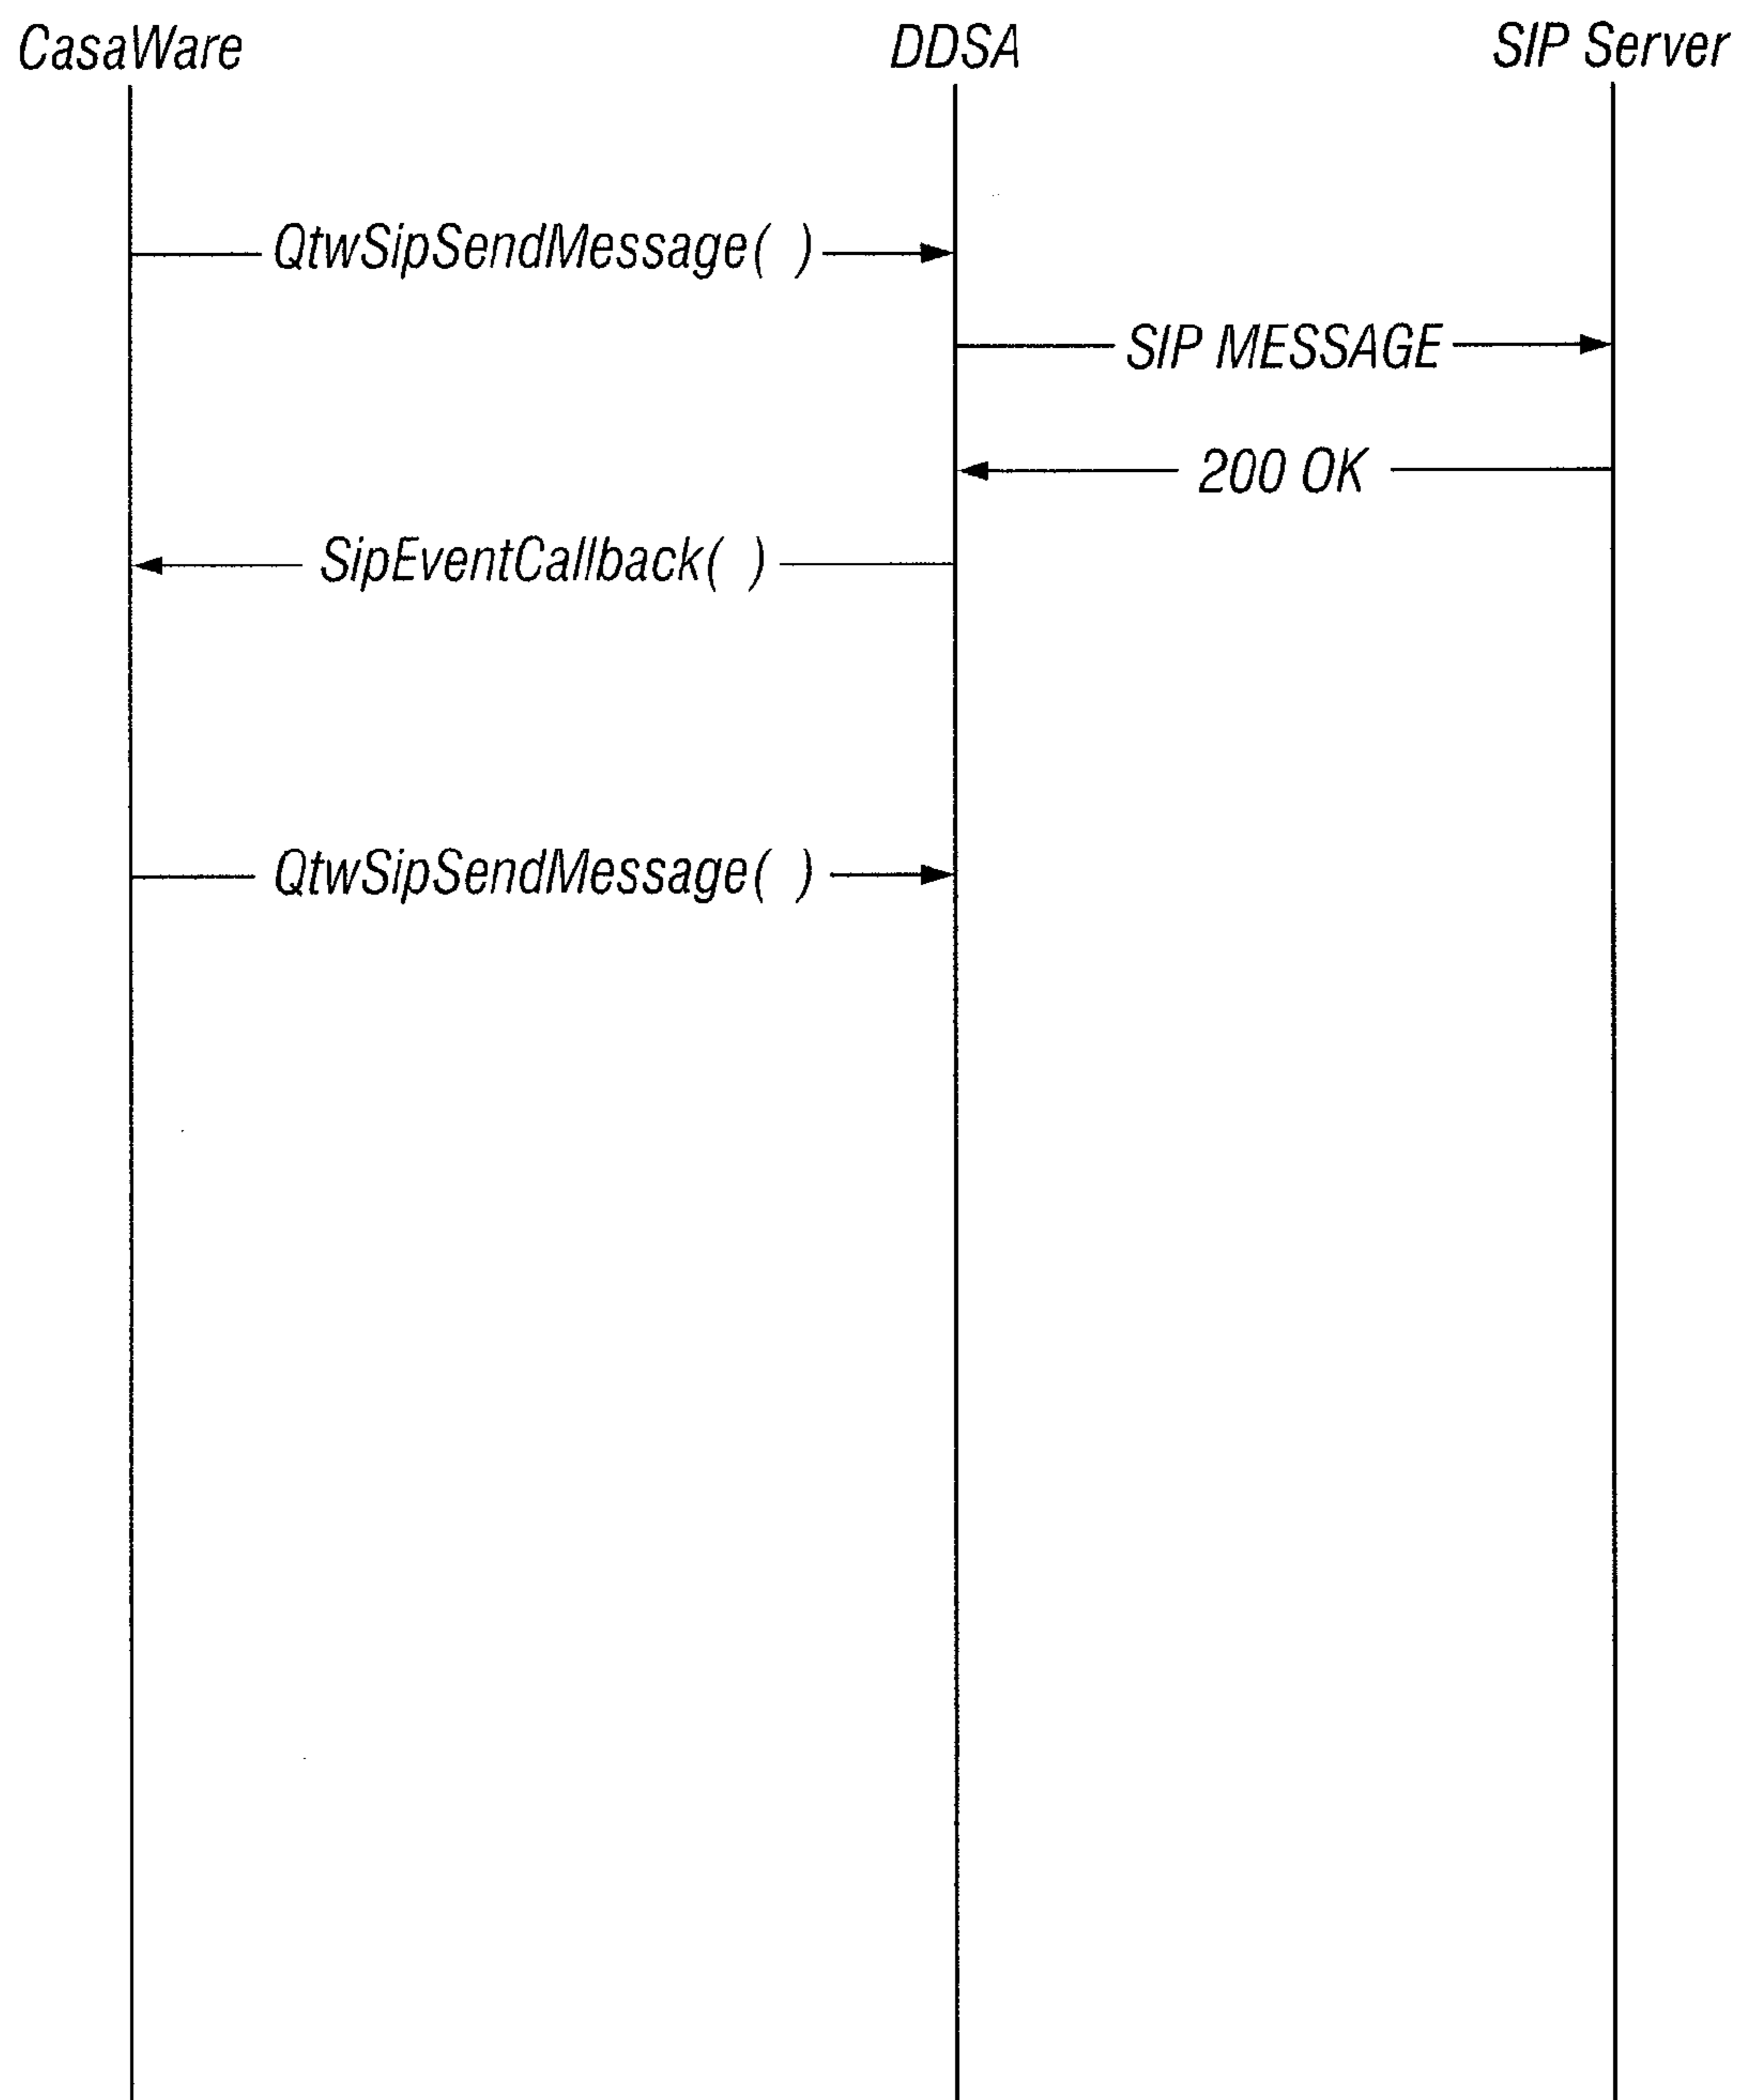 CasaWare DDSA SIP Server
QtwSipSendMessage( )
SIP MESSAGE
200 OK
SipEventCallback( )
QtwSipSendMessage( )